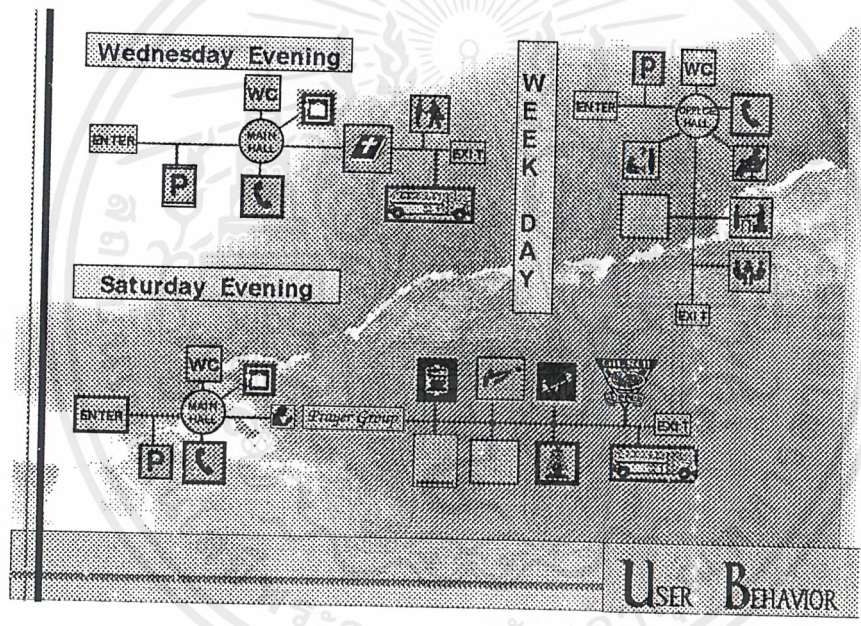 Wednesday Evening
WC
ENTER
MAIN HALL
P
EXIT
WEEK DAY
P
WC
ENTER
HALL
EXIT
Saturday Evening
WC
ENTER
MAIN HALL
Prayer Group
P
EXIT
USER BEHAVIOR